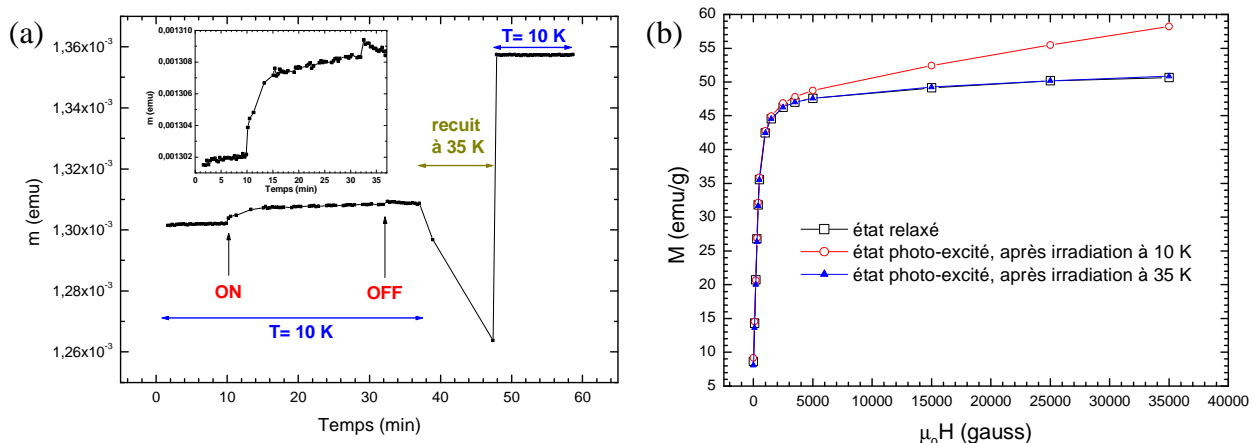 (a)
m (emu)
1,36x10⁻³
1,34x10⁻³
1,32x10⁻³
1,30x10⁻³
1,28x10⁻³
1,26x10⁻³
0,001310
0,001308
0,001306
0,001304
0,001302
m (emu)
0 5 10 15 20 25 30 35
Temps (min)
T= 10 K
recuit
à 35 K
ON
OFF
T= 10 K
0 10 20 30 40 50 60
Temps (min)
(b)
M (emu/g)
60
55
50
45
40
35
30
25
20
15
10
5
état relaxé
état photo-excité, après irradiation à 10 K
état photo-excité, après irradiation à 35 K
0 5000 10000 15000 20000 25000 30000 35000 40000
μ₀H (gauss)